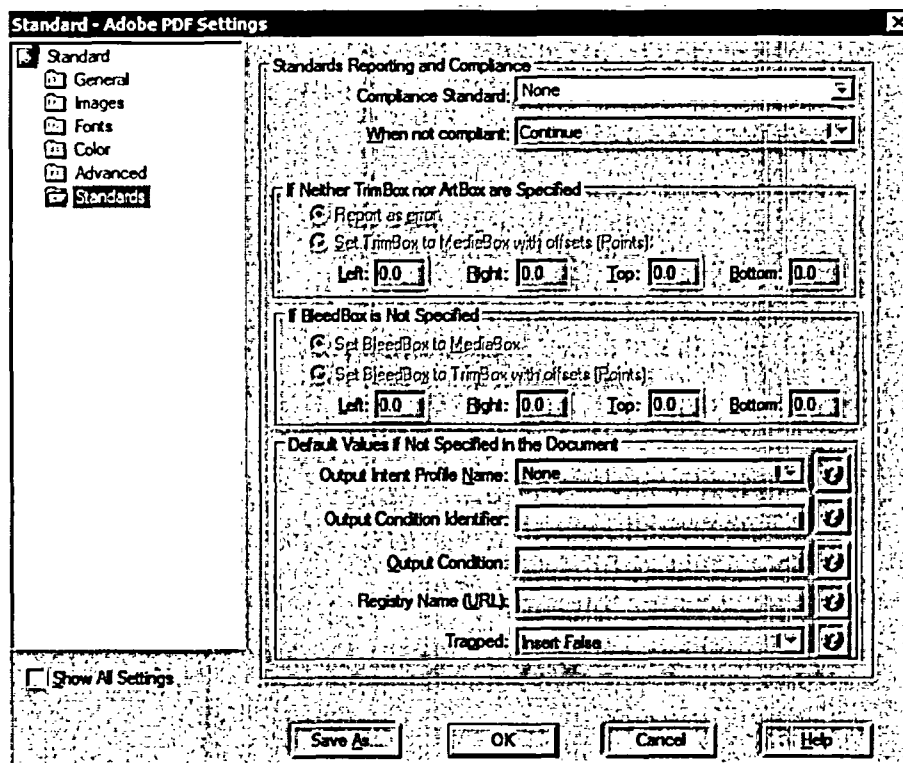 Standard - Adobe PDF Settings
Standard
General
Images
Fonts
Color
Advanced
Standards
Show All Settings
Standards Reporting and Compliance
Compliance Standard: None
When not compliant: Continue
If Neither TrimBox nor ArtBox are Specified
Report as error
Set TrimBox to MediaBox with offsets (Points):
Left: 0.0 Right: 0.0 Top: 0.0 Bottom: 0.0
If BleedBox is Not Specified
Set BleedBox to MediaBox
Set BleedBox to TrimBox with offsets (Points):
Left: 0.0 Right: 0.0 Top: 0.0 Bottom: 0.0
Default Values if Not Specified in the Document
Output Intent Profile Name: None
Output Condition Identifier:
Output Condition:
Registry Name (URL):
Trapped: Insert False
Save As... OK Cancel Help